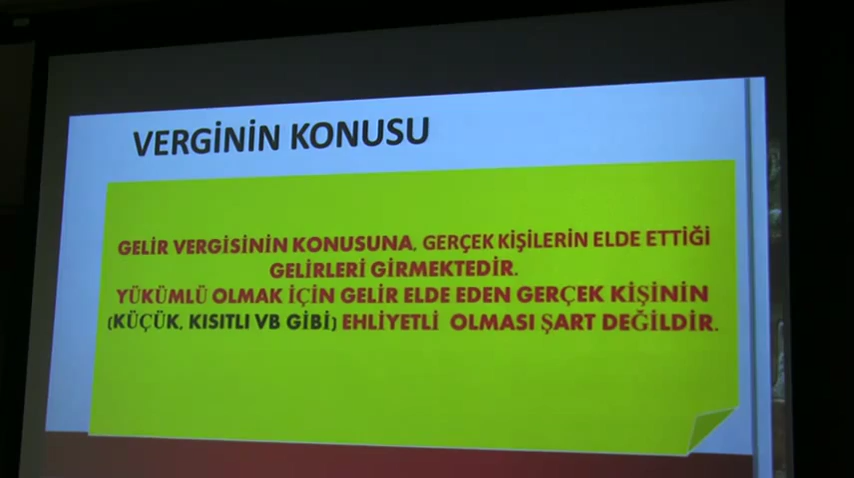 VERGİNİN KONUSU
GELİR VERGİSİNİN KONUSUNA, GERÇEK KİŞİLERİN ELDE ETTİĞİ
GELİRLERİ GİRMEKTEDİR.
YÜKÜMLÜ OLMAK İÇİN GELİR ELDE EDEN GERÇEK KİŞİNİN
(KÜÇÜK, KISITLI VB GİBİ) EHLİYETLİ OLMASI ŞART DEĞİLDİR.